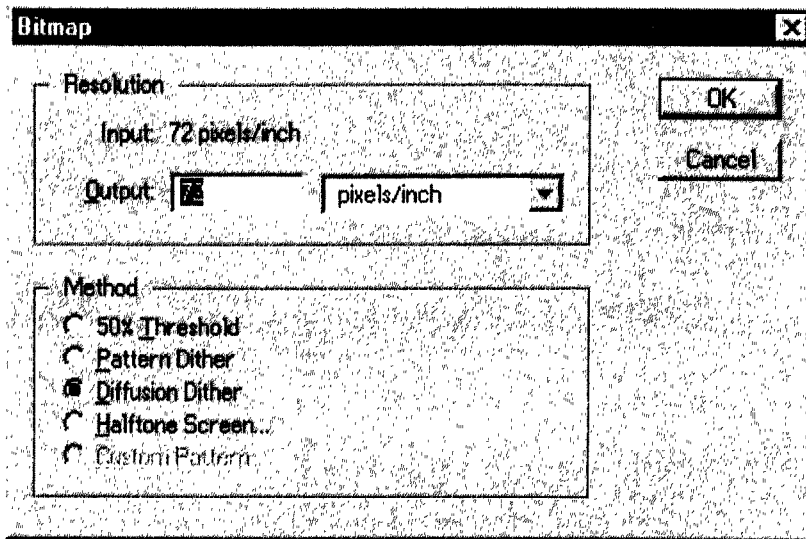 Bitmap
Resolution
Input: 72 pixels/inch
Output: pixels/inch
OK
Cancel
Method
50% Threshold
Pattern Dither
Diffusion Dither
Halftone Screen...
Custom Pattern